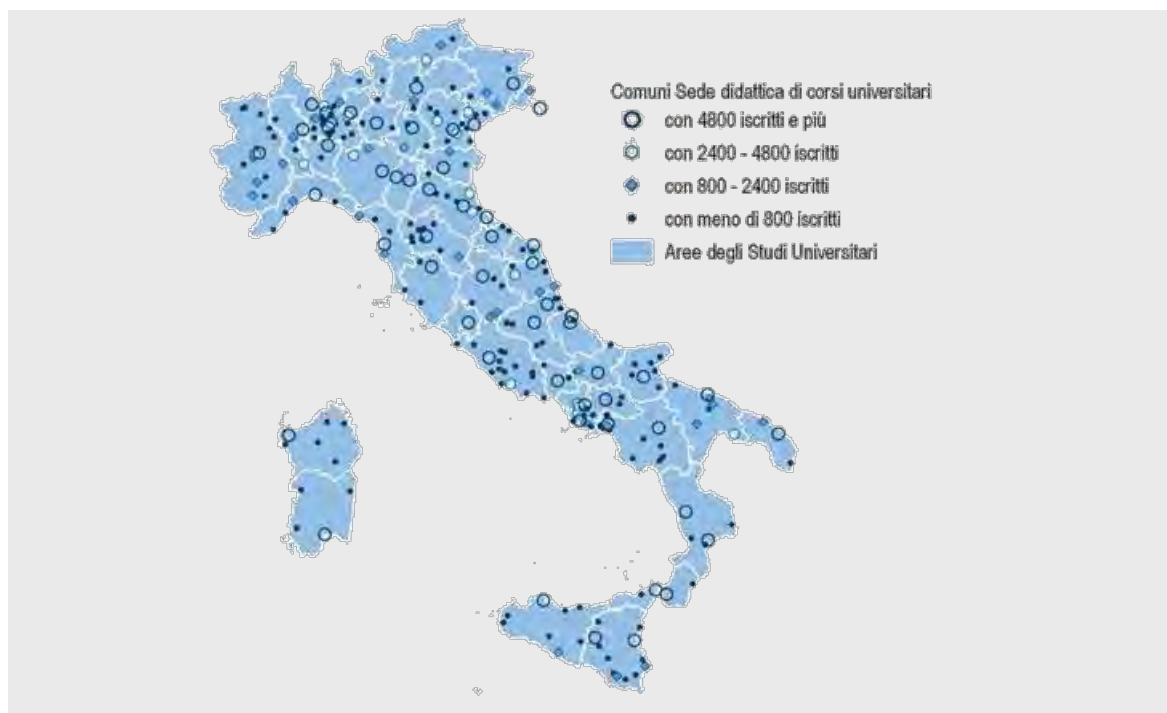 Comuni Sede didattica di corsi universitari
con 4800 iscritti e più
con 2400 - 4800 iscritti
con 800 - 2400 iscritti
con meno di 800 iscritti
Aree degli Studi Universitari